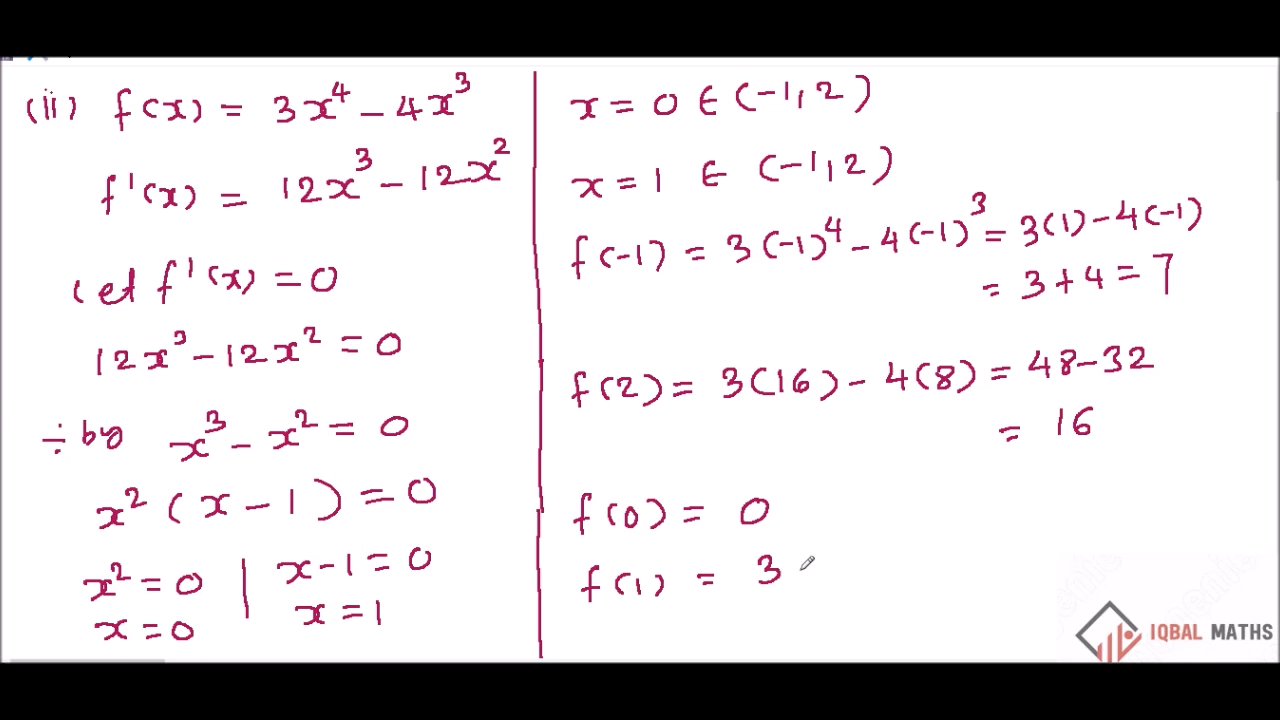 (ii) f(x) = 3x⁴ - 4x³
f'(x) = 12x³ - 12x²
Let f'(x) = 0
12x³ - 12x² = 0
÷ by x³ - x² = 0
x² (x - 1) = 0
x² = 0 | x - 1 = 0
x = 0 | x = 1
x = 0 ∈ (-1, 2)
x = 1 ∈ (-1, 2)
f(-1) = 3(-1)⁴ - 4(-1)³ = 3(1) - 4(-1)
= 3 + 4 = 7
f(2) = 3(16) - 4(8) = 48 - 32
= 16
f(0) = 0
f(1) = 3
IQBAL MATHS